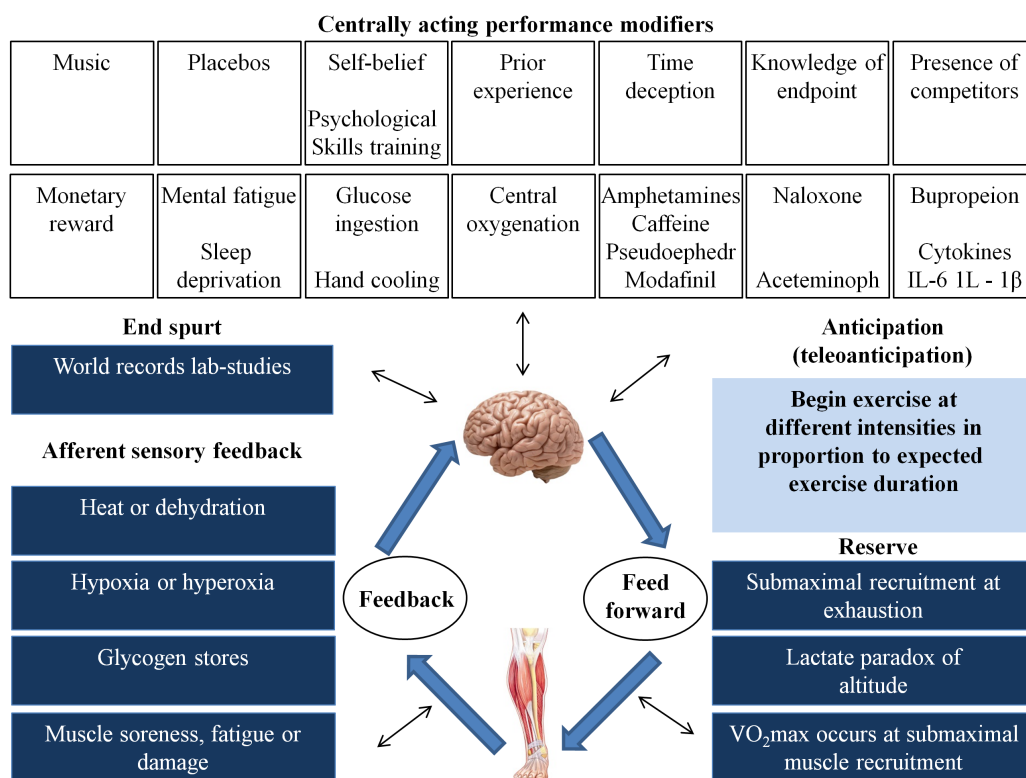 Centrally acting performance modifiers
Music
Placebos
Self-belief
Psychological
Skills training
Prior
experience
Time
deception
Knowledge of
endpoint
Presence of
competitors
Monetary
reward
Mental fatigue
Sleep
deprivation
Glucose
ingestion
Hand cooling
Central
oxygenation
Amphetamines
Caffeine
Pseudoephedr
Modafinil
Naloxone
Aceteminoph
Bupropeion
Cytokines
IL-6 1L - 1β
End spurt
World records lab-studies
Anticipation
(teleoanticipation)
Begin exercise at
different intensities in
proportion to expected
exercise duration
Afferent sensory feedback
Heat or dehydration
Hypoxia or hyperoxia
Glycogen stores
Muscle soreness, fatigue or
damage
Feedback
Feed
forward
Reserve
Submaximal recruitment at
exhaustion
Lactate paradox of
altitude
VO₂max occurs at submaximal
muscle recruitment